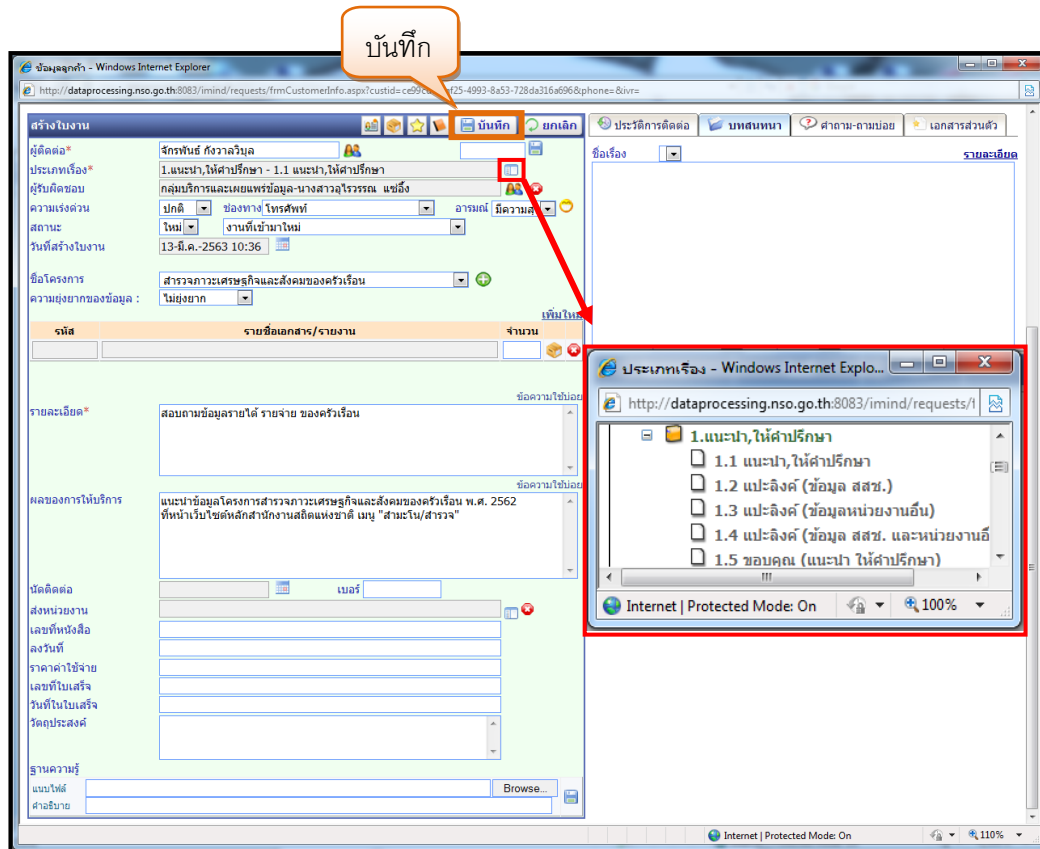 บันทึก
ข้อมูลลูกค้า - Windows Internet Explorer
สร้างใบงาน
บันทึก
ยกเลิก
ประวัติการติดต่อ
บทสนทนา
คำถาม-ถามบ่อย
เอกสารส่วนตัว
ผู้ติดต่อ*
จักรพันธ์ กังวาลวิบุล
ชื่อเรื่อง
รายละเอียด
ประเภทเรื่อง*
1.แนะนำ,ให้คำปรึกษา - 1.1 แนะนำ,ให้คำปรึกษา
ผู้รับผิดชอบ
กลุ่มบริการและเผยแพร่ข้อมูล-นางสาวอุไรวรรณ แซ่อึ้ง
ความเร่งด่วน
ปกติ
ช่องทาง
โทรศัพท์
อารมณ์
มีความสุ
สถานะ
ใหม่
งานที่เข้ามาใหม่
วันที่สร้างใบงาน
13-มี.ค.-2563 10:36
ชื่อโครงการ
สำรวจภาวะเศรษฐกิจและสังคมของครัวเรือน
ความยุ่งยากของข้อมูล :
ไม่ยุ่งยาก
เพิ่มใหม่
รหัส
รายชื่อเอกสาร/รายงาน
จำนวน
ข้อความใช้บ่อย
รายละเอียด*
สอบถามข้อมูลรายได้ รายจ่าย ของครัวเรือน
ข้อความใช้บ่อย
ผลของการให้บริการ
แนะนำข้อมูลโครงการสำรวจภาวะเศรษฐกิจและสังคมของครัวเรือน พ.ศ. 2562
ที่หน้าเว็บไซต์หลักสำนักงานสถิติแห่งชาติ เมนู "สำมะโน/สำรวจ"
นัดติดต่อ
เบอร์
ส่งหน่วยงาน
เลขที่หนังสือ
ลงวันที่
ราคาค่าใช้จ่าย
เลขที่ใบเสร็จ
วันที่ในใบเสร็จ
วัตถุประสงค์
ฐานความรู้
แนบไฟล์
Browse...
คำอธิบาย
ประเภทเรื่อง - Windows Internet Explo...
http://dataprocessing.nso.go.th:8083/imind/requests/f
1.แนะนำ,ให้คำปรึกษา
1.1 แนะนำ,ให้คำปรึกษา
1.2 แปะลิงค์ (ข้อมูล สสช.)
1.3 แปะลิงค์ (ข้อมูลหน่วยงานอื่น)
1.4 แปะลิงค์ (ข้อมูล สสช. และหน่วยงานอื
1.5 ขอบคุณ (แนะนำ ให้คำปรึกษา)
Internet | Protected Mode: On
100%
Internet | Protected Mode: On
110%